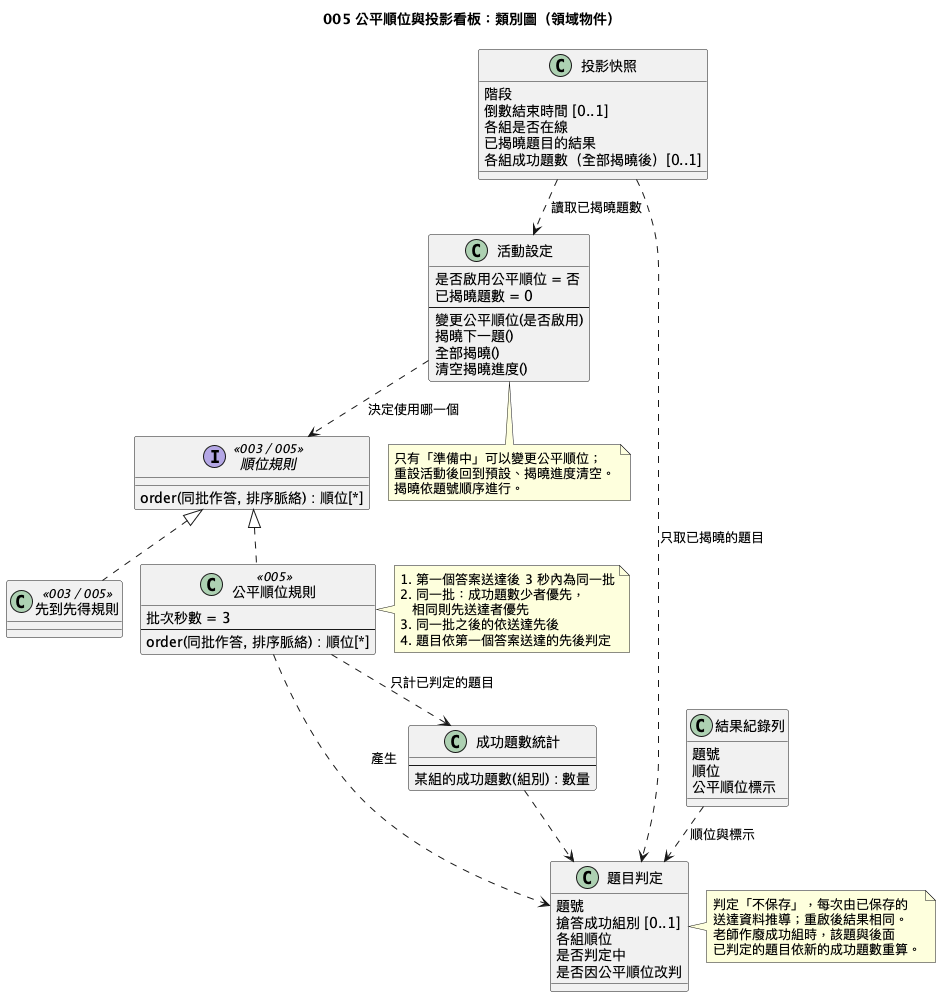 005 公平順位與投影看板：類別圖（領域物件）
C 投影快照
階段
倒數結束時間 [0..1]
各組是否在線
已揭曉題目的結果
各組成功題數（全部揭曉後）[0..1]
讀取已揭曉題數
C 活動設定
是否啟用公平順位 = 否
已揭曉題數 = 0
變更公平順位(是否啟用)
揭曉下一題()
全部揭曉()
清空揭曉進度()
決定使用哪一個
I «003 / 005»
順位規則
order(同批作答, 排序脈絡) : 順位[*]
只有「準備中」可以變更公平順位；
重設活動後回到預設、揭曉進度清空。
揭曉依題號順序進行。
只取已揭曉的題目
C «003 / 005»
先到先得規則
C «005»
公平順位規則
批次秒數 = 3
order(同批作答, 排序脈絡) : 順位[*]
1. 第一個答案送達後 3 秒內為同一批
2. 同一批：成功題數少者優先，
相同則先送達者優先
3. 同一批之後的依送達先後
4. 題目依第一個答案送達的先後判定
只計已判定的題目
產生
C 成功題數統計
某組的成功題數(組別) : 數量
C 結果紀錄列
題號
順位
公平順位標示
順位與標示
C 題目判定
題號
搶答成功組別 [0..1]
各組順位
是否判定中
是否因公平順位改判
判定「不保存」，每次由已保存的
送達資料推導；重啟後結果相同。
老師作廢成功組時，該題與後面
已判定的題目依新的成功題數重算。